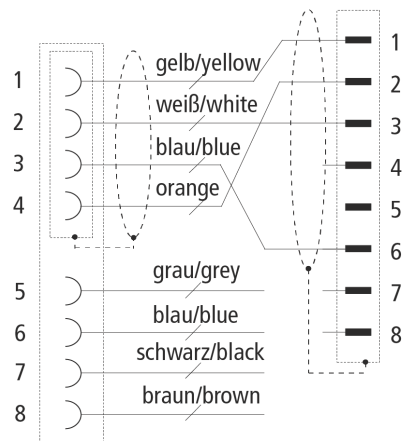 1 gelb/yellow 1
2 weiß/white 2
3 blau/blue 3
4 orange 4
5
6
5 grau/grey 7
6 blau/blue 8
7 schwarz/black
8 braun/brown